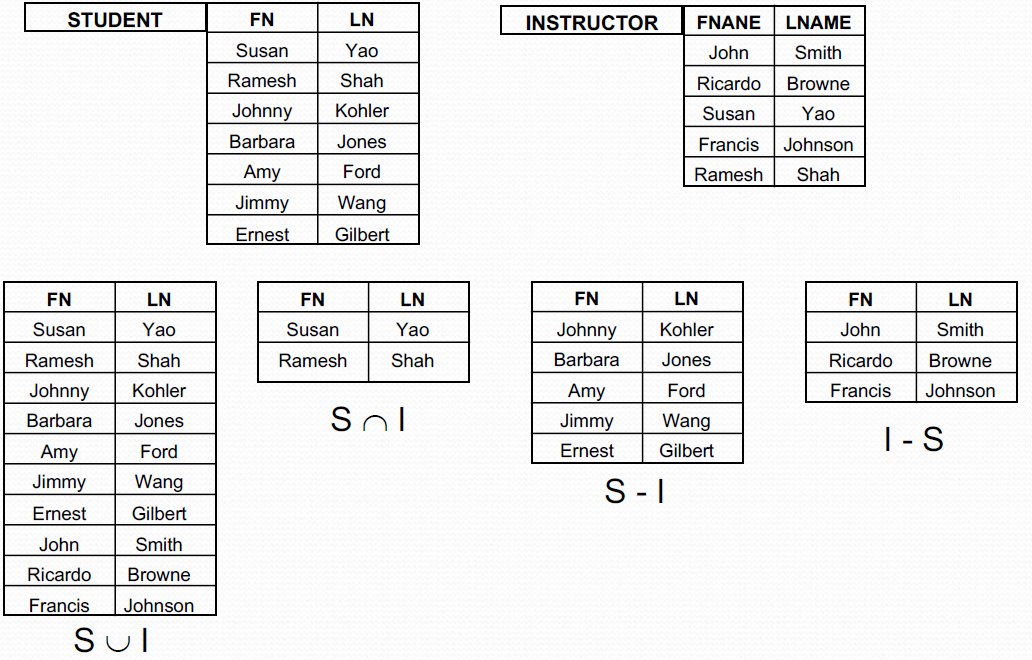 STUDENT FN LN
Susan Yao
Ramesh Shah
Johnny Kohler
Barbara Jones
Amy Ford
Jimmy Wang
Ernest Gilbert
INSTRUCTOR FNANE LNAME
John Smith
Ricardo Browne
Susan Yao
Francis Johnson
Ramesh Shah
FN LN
Susan Yao
Ramesh Shah
Johnny Kohler
Barbara Jones
Amy Ford
Jimmy Wang
Ernest Gilbert
John Smith
Ricardo Browne
Francis Johnson
S ∪ I
FN LN
Susan Yao
Ramesh Shah
S ∩ I
FN LN
Johnny Kohler
Barbara Jones
Amy Ford
Jimmy Wang
Ernest Gilbert
S - I
FN LN
John Smith
Ricardo Browne
Francis Johnson
I - S